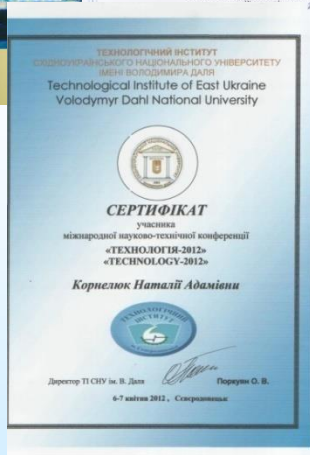 ТЕХНОЛОГІЧНИЙ ІНСТИТУТ
СХІДНОУКРАЇНСЬКОГО НАЦІОНАЛЬНОГО УНІВЕРСИТЕТУ
ІМЕНІ ВОЛОДИМИРА ДАЛЯ
Technological Institute of East Ukraine
Volodymyr Dahl National University
СЕРТИФІКАТ
учасника
міжнародної науково-технічної конференції
«ТЕХНОЛОГІЯ-2012»
«TECHNOLOGY-2012»
Корнелюк Наталії Адамівни
ТЕХНОЛОГІЧНИЙ
ІНСТИТУТ
Директор ТІ СНУ ім. В. Даля Поркуян О. В.
6-7 квітня 2012 , Сєвєродонецьк